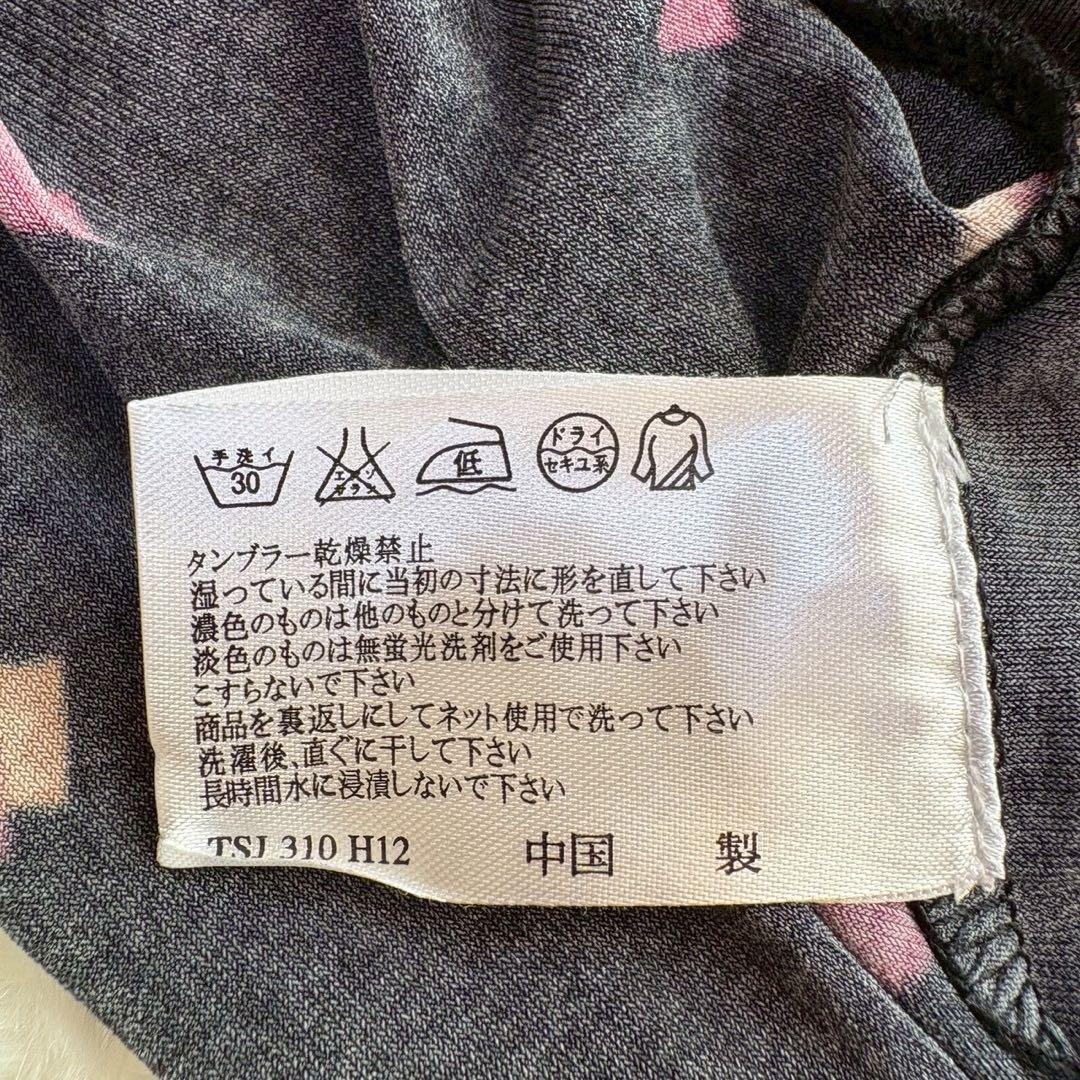 手洗イ
30
エンソ
サラシ
低
ドライ
セキユ系
タンブラー乾燥禁止
湿っている間に当初の寸法に形を直して下さい
濃色のものは他のものと分けて洗って下さい
淡色のものは無蛍光洗剤をご使用下さい
こすらないで下さい
商品を裏返しにしてネット使用で洗って下さい
洗濯後、直ぐに干して下さい
長時間水に浸漬しないで下さい
TSJ 310 H12 中国 製